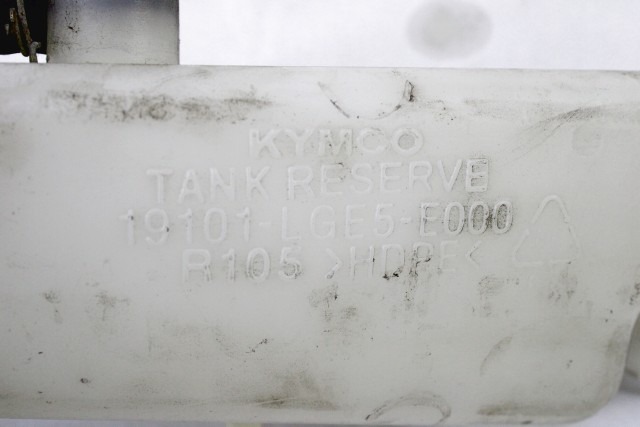 KYMCO
TANK RESERVE
19101-LGE5-E000
R105 >HDPE<